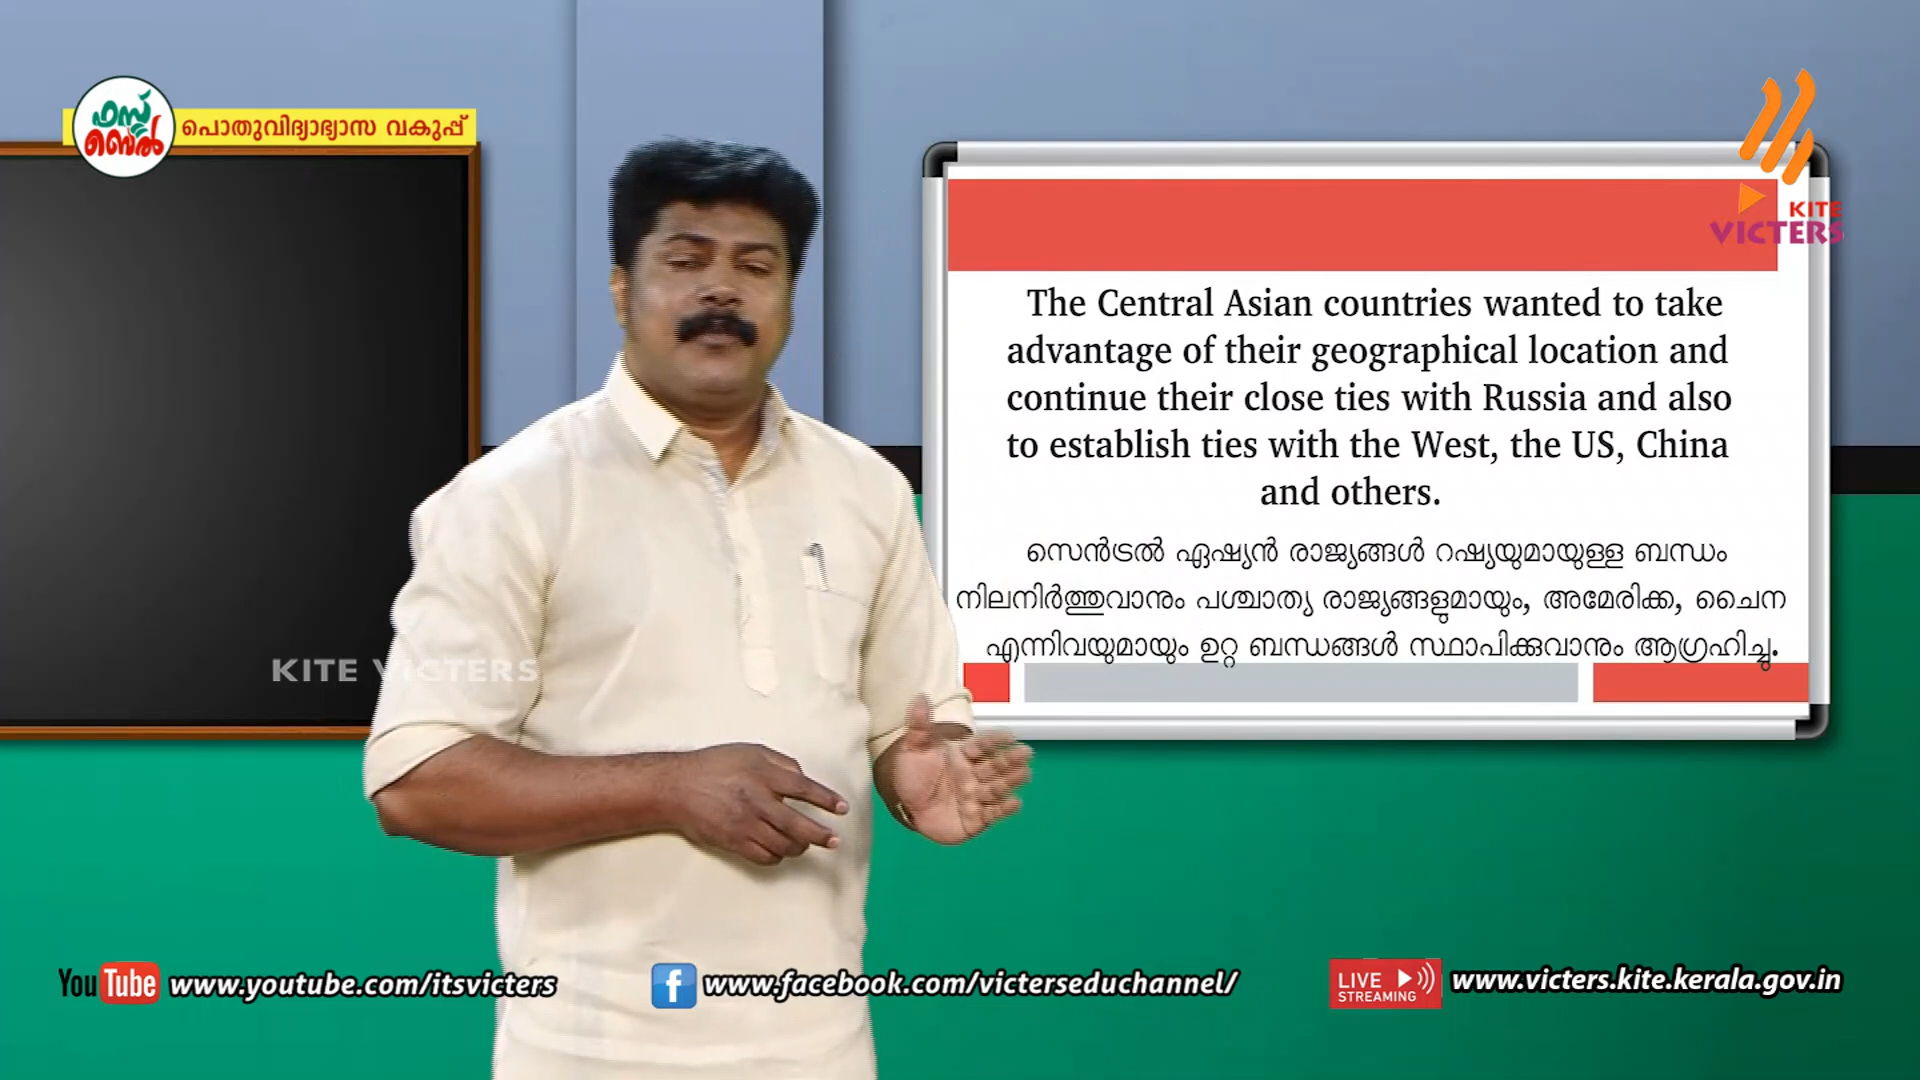 ഫസ്റ്റ്
ബെൽ
പൊതുവിദ്യാഭ്യാസ വകുപ്പ്
KITE
VICTERS
The Central Asian countries wanted to take
advantage of their geographical location and
continue their close ties with Russia and also
to establish ties with the West, the US, China
and others.
സെൻട്രൽ ഏഷ്യൻ രാജ്യങ്ങൾ റഷ്യയുമായുള്ള ബന്ധം
നിലനിർത്തുവാനും പശ്ചാത്യ രാജ്യങ്ങളുമായും, അമേരിക്ക, ചൈന
എന്നിവയുമായും ഉറ്റ ബന്ധങ്ങൾ സ്ഥാപിക്കുവാനും ആഗ്രഹിച്ചു.
KITE VICTERS
YouTube www.youtube.com/itsvicters
f www.facebook.com/victerseduchannel/
LIVE
STREAMING
www.victers.kite.kerala.gov.in